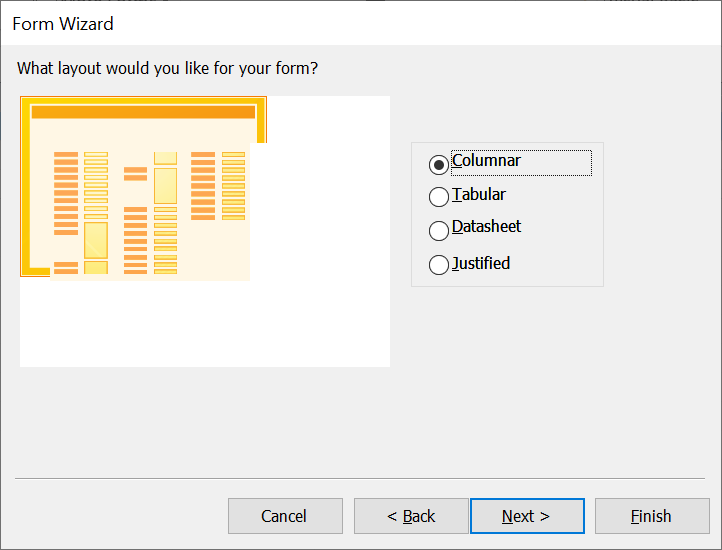 Form Wizard
What layout would you like for your form?
Columnar
Tabular
Datasheet
Justified
Cancel
< Back
Next >
Finish